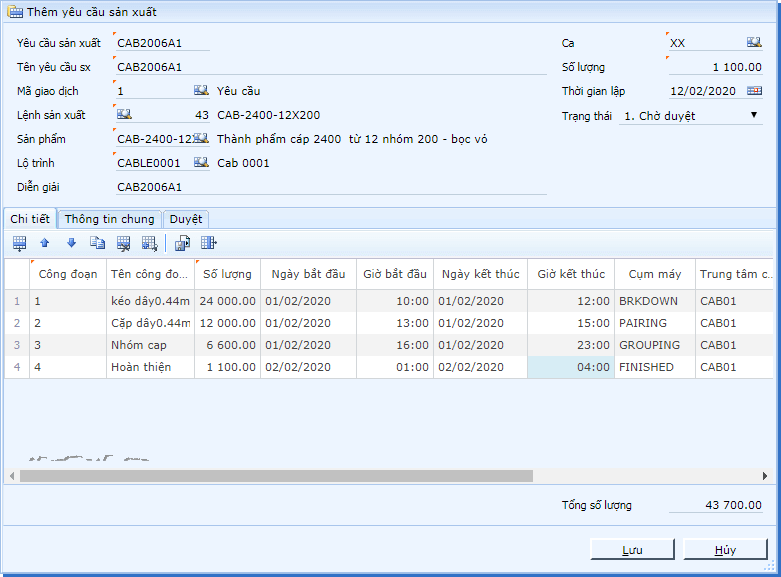 Thêm yêu cầu sản xuất
Yêu cầu sản xuất CAB2006A1 Ca XX
Tên yêu cầu sx CAB2006A1 Số lượng 1 100.00
Mã giao dịch 1 Yêu cầu Thời gian lập 12/02/2020
Lệnh sản xuất 43 CAB-2400-12X200 Trạng thái 1. Chờ duyệt
Sản phẩm CAB-2400-12 Thành phẩm cáp 2400 từ 12 nhóm 200 - bọc vỏ
Lộ trình CABLE0001 Cab 0001
Diễn giải CAB2006A1
Chi tiết Thông tin chung Duyệt
Công đoạn Tên công đo... Số lượng Ngày bắt đầu Giờ bắt đầu Ngày kết thúc Giờ kết thúc Cụm máy Trung tâm c...
1 1 kéo dây0.44m 24 000.00 01/02/2020 10:00 01/02/2020 12:00 BRKDOWN CAB01
2 2 Cặp dây0.44m 12 000.00 01/02/2020 13:00 01/02/2020 15:00 PAIRING CAB01
3 3 Nhóm cap 6 600.00 01/02/2020 16:00 01/02/2020 23:00 GROUPING CAB01
4 4 Hoàn thiện 1 100.00 02/02/2020 01:00 02/02/2020 04:00 FINISHED CAB01
Tổng số lượng 43 700.00
Lưu Hủy